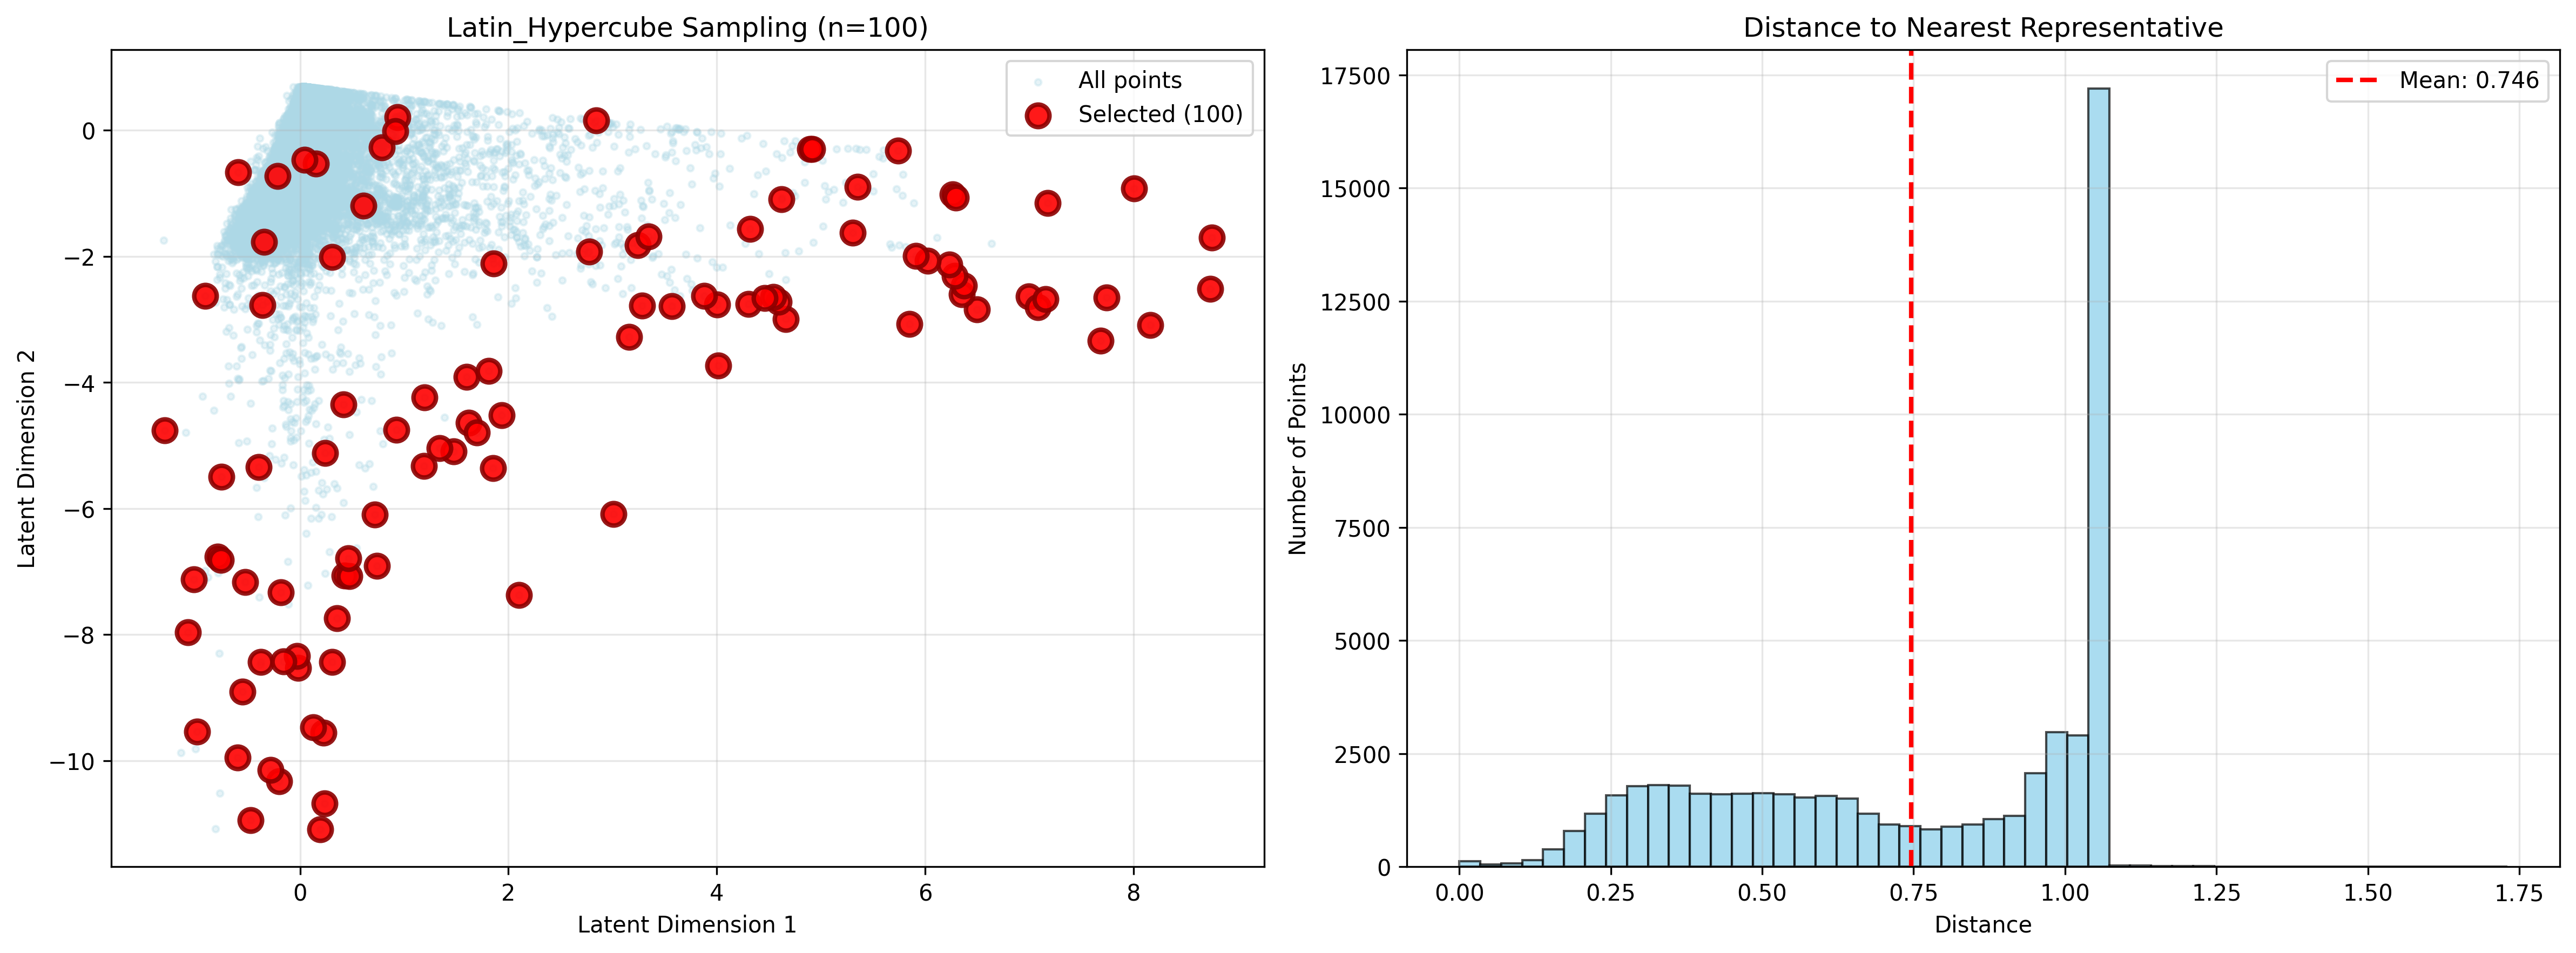 Latin_Hypercube Sampling (n=100)
All points
Selected (100)
0
−2
−4
−6
−8
−10
Latent Dimension 2
0 2 4 6 8
Latent Dimension 1
Distance to Nearest Representative
Mean: 0.746
17500
15000
12500
10000
7500
5000
2500
0
Number of Points
0.00 0.25 0.50 0.75 1.00 1.25 1.50 1.75
Distance